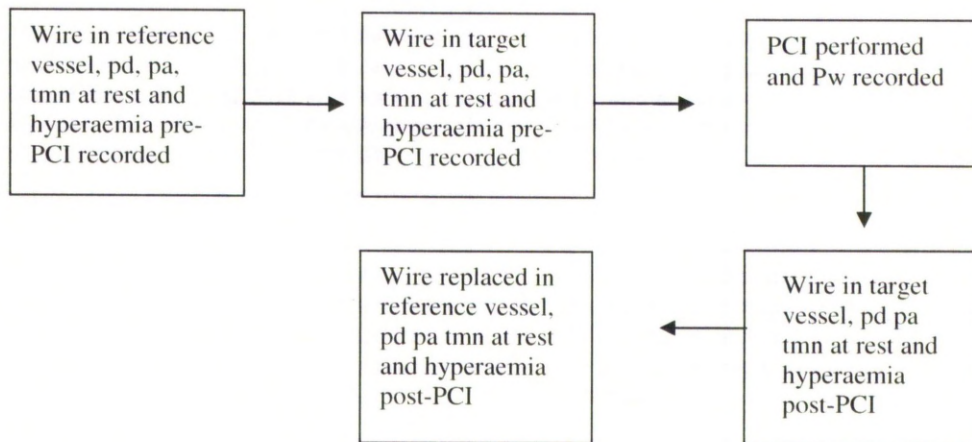 Wire in reference
vessel, pd, pa,
tmn at rest and
hyperaemia pre-
PCI recorded
Wire in target
vessel, pd, pa,
tmn at rest and
hyperaemia pre-
PCI recorded
PCI performed
and Pw recorded
Wire in target
vessel, pd pa
tmn at rest and
hyperaemia
post-PCI
Wire replaced in
reference vessel,
pd pa tmn at rest
and hyperaemia
post-PCI